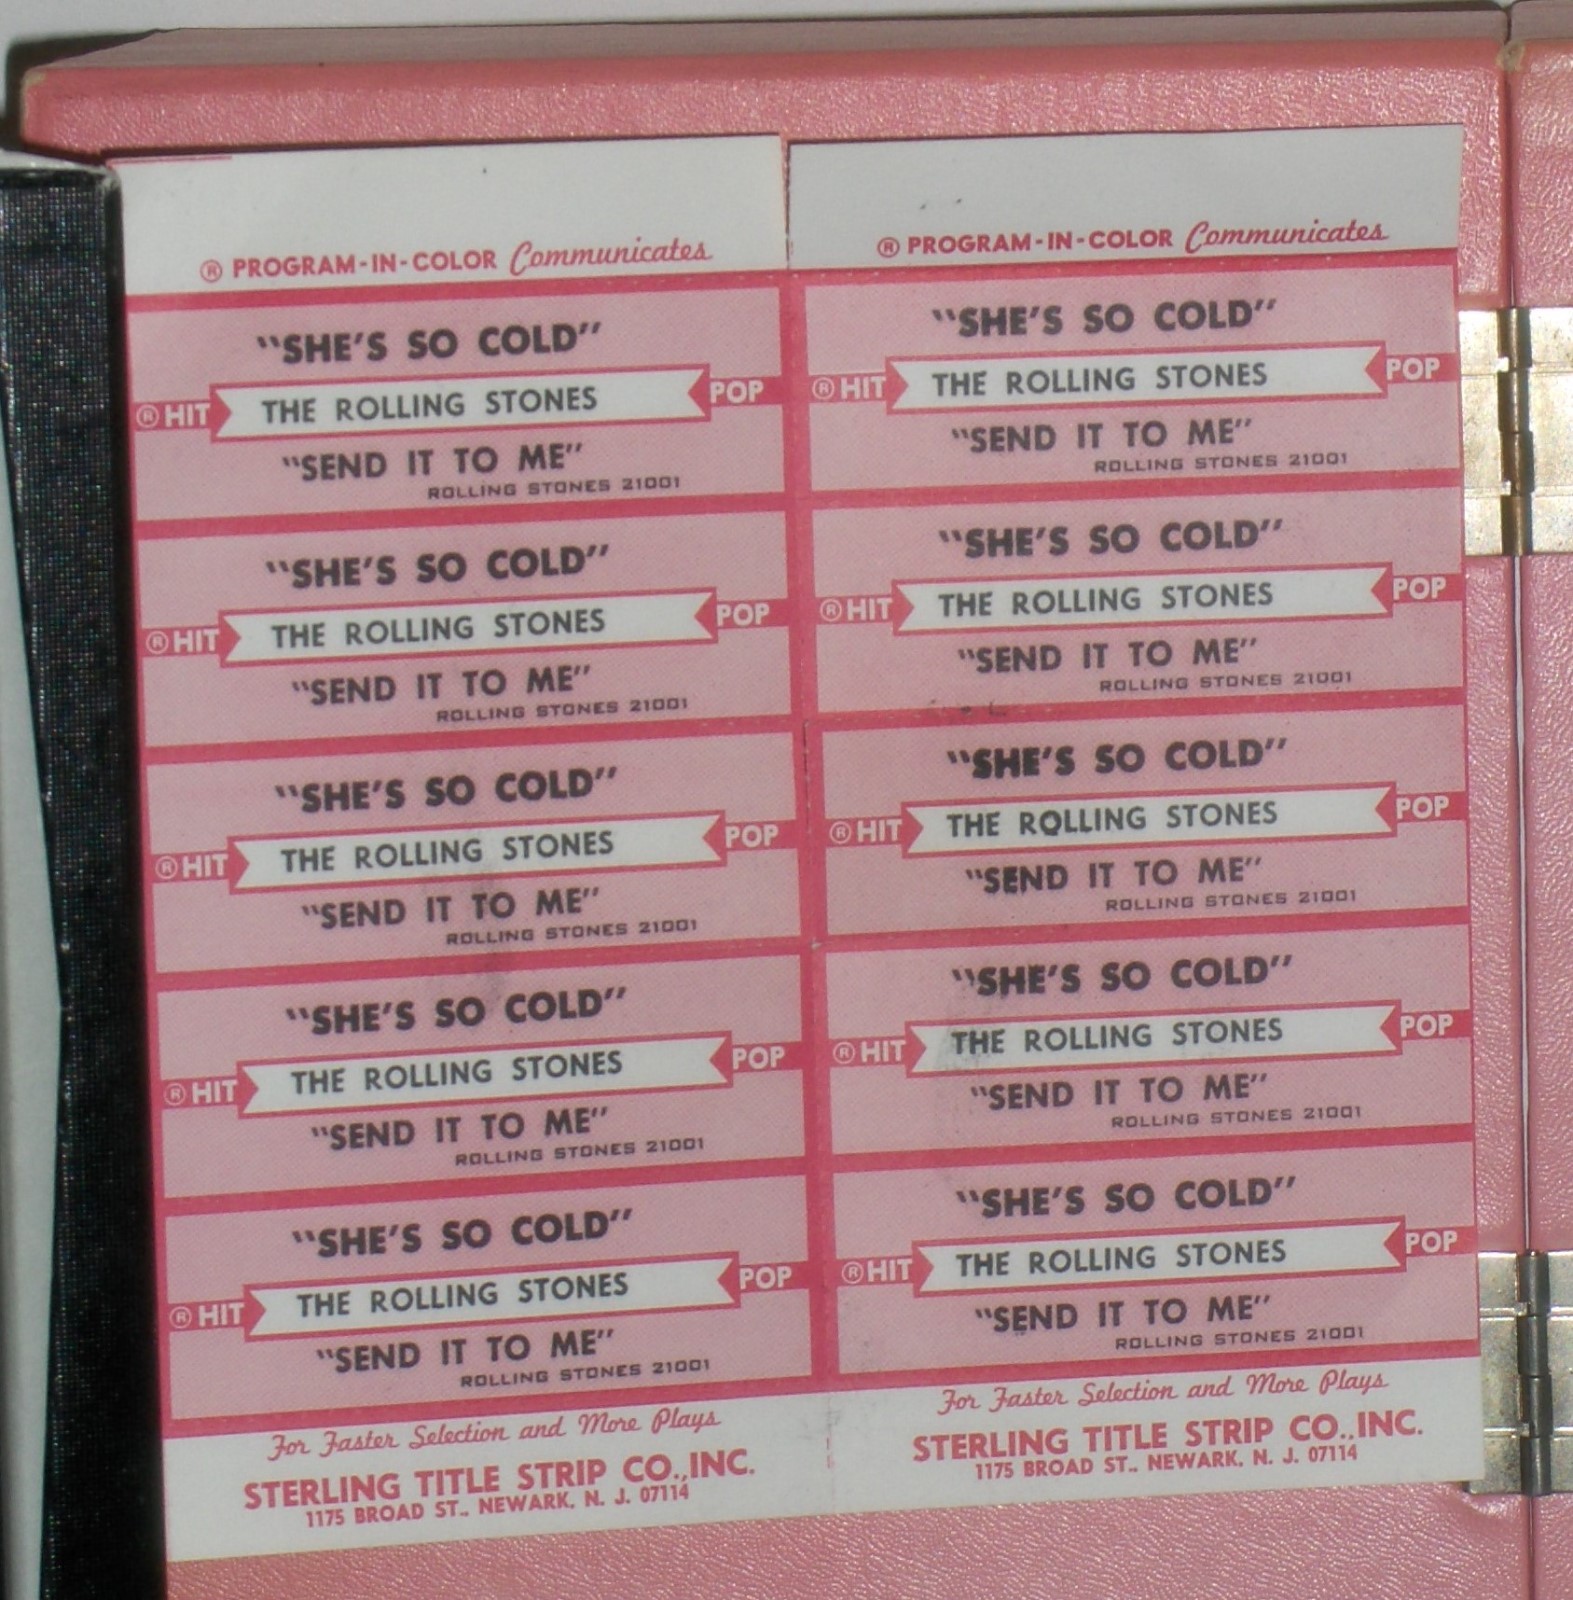 ® PROGRAM-IN-COLOR Communicates
"SHE'S SO COLD"
® HIT THE ROLLING STONES POP
"SEND IT TO ME"
ROLLING STONES 21001
"SHE'S SO COLD"
® HIT THE ROLLING STONES POP
"SEND IT TO ME"
ROLLING STONES 21001
"SHE'S SO COLD"
® HIT THE ROLLING STONES POP
"SEND IT TO ME"
ROLLING STONES 21001
"SHE'S SO COLD"
® HIT THE ROLLING STONES POP
"SEND IT TO ME"
ROLLING STONES 21001
"SHE'S SO COLD"
® HIT THE ROLLING STONES POP
"SEND IT TO ME"
ROLLING STONES 21001
For Faster Selection and More Plays
STERLING TITLE STRIP CO., INC.
1175 BROAD ST., NEWARK, N. J. 07114
® PROGRAM-IN-COLOR Communicates
"SHE'S SO COLD"
® HIT THE ROLLING STONES POP
"SEND IT TO ME"
ROLLING STONES 21001
"SHE'S SO COLD"
® HIT THE ROLLING STONES POP
"SEND IT TO ME"
ROLLING STONES 21001
"SHE'S SO COLD"
® HIT THE ROLLING STONES POP
"SEND IT TO ME"
ROLLING STONES 21001
"SHE'S SO COLD"
® HIT THE ROLLING STONES POP
"SEND IT TO ME"
ROLLING STONES 21001
"SHE'S SO COLD"
® HIT THE ROLLING STONES POP
"SEND IT TO ME"
ROLLING STONES 21001
For Faster Selection and More Plays
STERLING TITLE STRIP CO., INC.
1175 BROAD ST., NEWARK, N. J. 07114